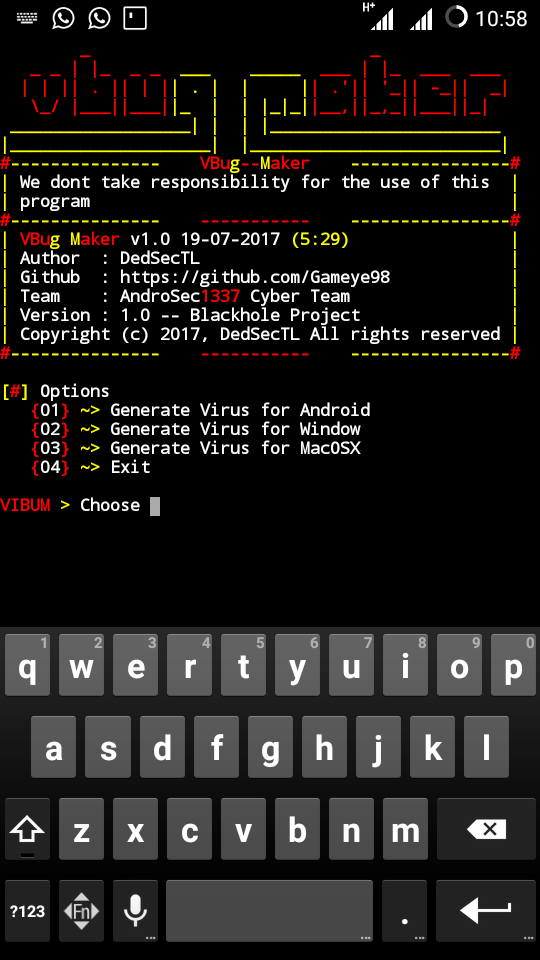 H+ 10:58
vbug maker
#--------------- VBug--Maker ---------------#
| We dont take responsibility for the use of this |
| program |
#--------------- ----------- ---------------#
| VBug Maker v1.0 19-07-2017 (5:29) |
| Author : DedSecTL |
| Github : https://github.com/Gameye98 |
| Team : AndroSec1337 Cyber Team |
| Version : 1.0 -- Blackhole Project |
| Copyright (c) 2017, DedSecTL All rights reserved |
#--------------- ----------- ---------------#
[#] Options
{01} ~> Generate Virus for Android
{02} ~> Generate Virus for Window
{03} ~> Generate Virus for MacOSX
{04} ~> Exit
VIBUM > Choose
1 2 3 4 5 6 7 8 9 0
q w e r t y u i o p
a s d f g h j k l
z x c v b n m
?123 Fn ... ... . ... ...